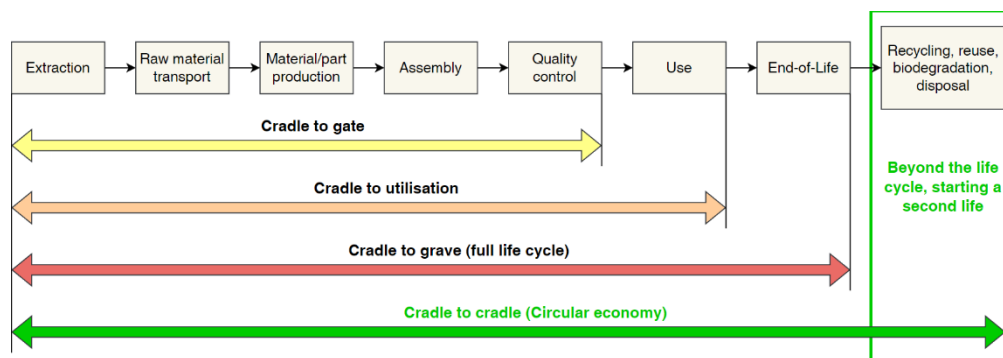 Extraction
Raw material
transport
Material/part
production
Assembly
Quality
control
Use
End-of-Life
Recycling, reuse,
biodegradation,
disposal
Cradle to gate
Cradle to utilisation
Cradle to grave (full life cycle)
Cradle to cradle (Circular economy)
Beyond the life
cycle, starting a
second life